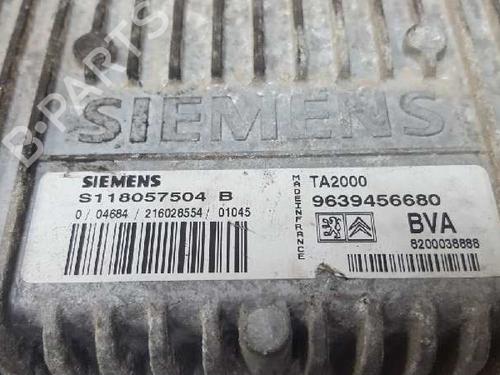 B-PARTS
SIEMENS
SIEMENS
S118057504 B
0 / 04684 / 216028554 / 01045
MADE IN FRANCE
TA2000
9639456680
BVA
8200038888